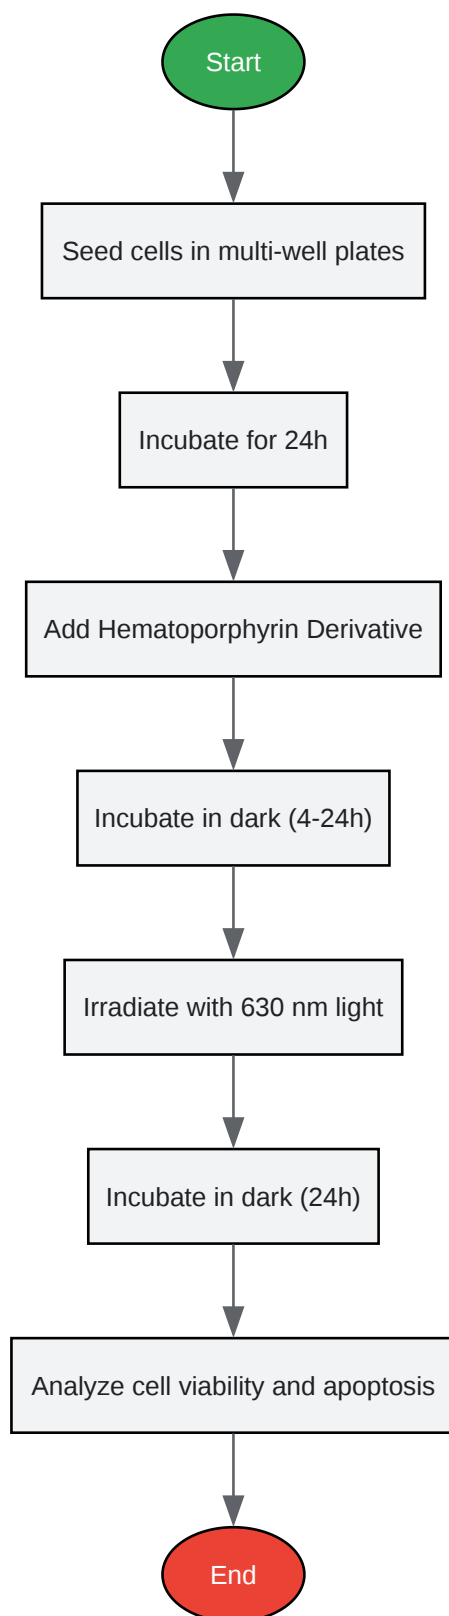 Start
Seed cells in multi-well plates
Incubate for 24h
Add Hematoporphyrin Derivative
Incubate in dark (4-24h)
Irradiate with 630 nm light
Incubate in dark (24h)
Analyze cell viability and apoptosis
End